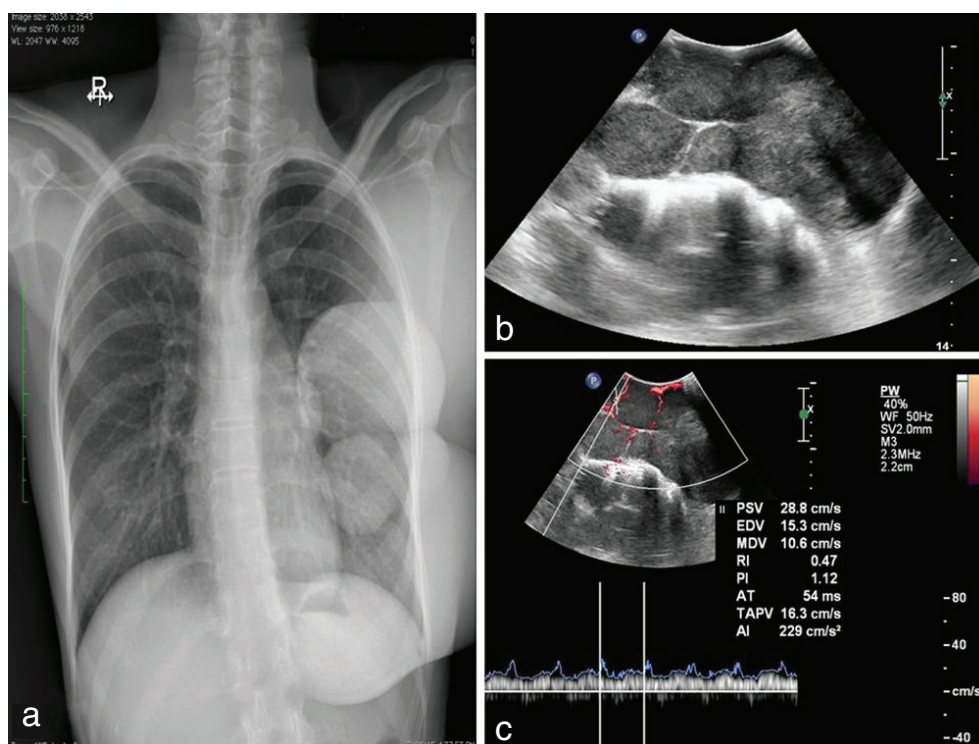 Image size: 2038 x 2543
View size: 976 x 1218
WL: 2047 WW: 4095
R
a
P
X
14
b
P
X
PW
40%
WF 50Hz
SV2.0mm
M3
2.3MHz
2.2cm
PSV 28.8 cm/s
EDV 15.3 cm/s
MDV 10.6 cm/s
RI 0.47
PI 1.12
AT 54 ms
TAPV 16.3 cm/s
AI 229 cm/s²
80
40
cm/s
-40
c